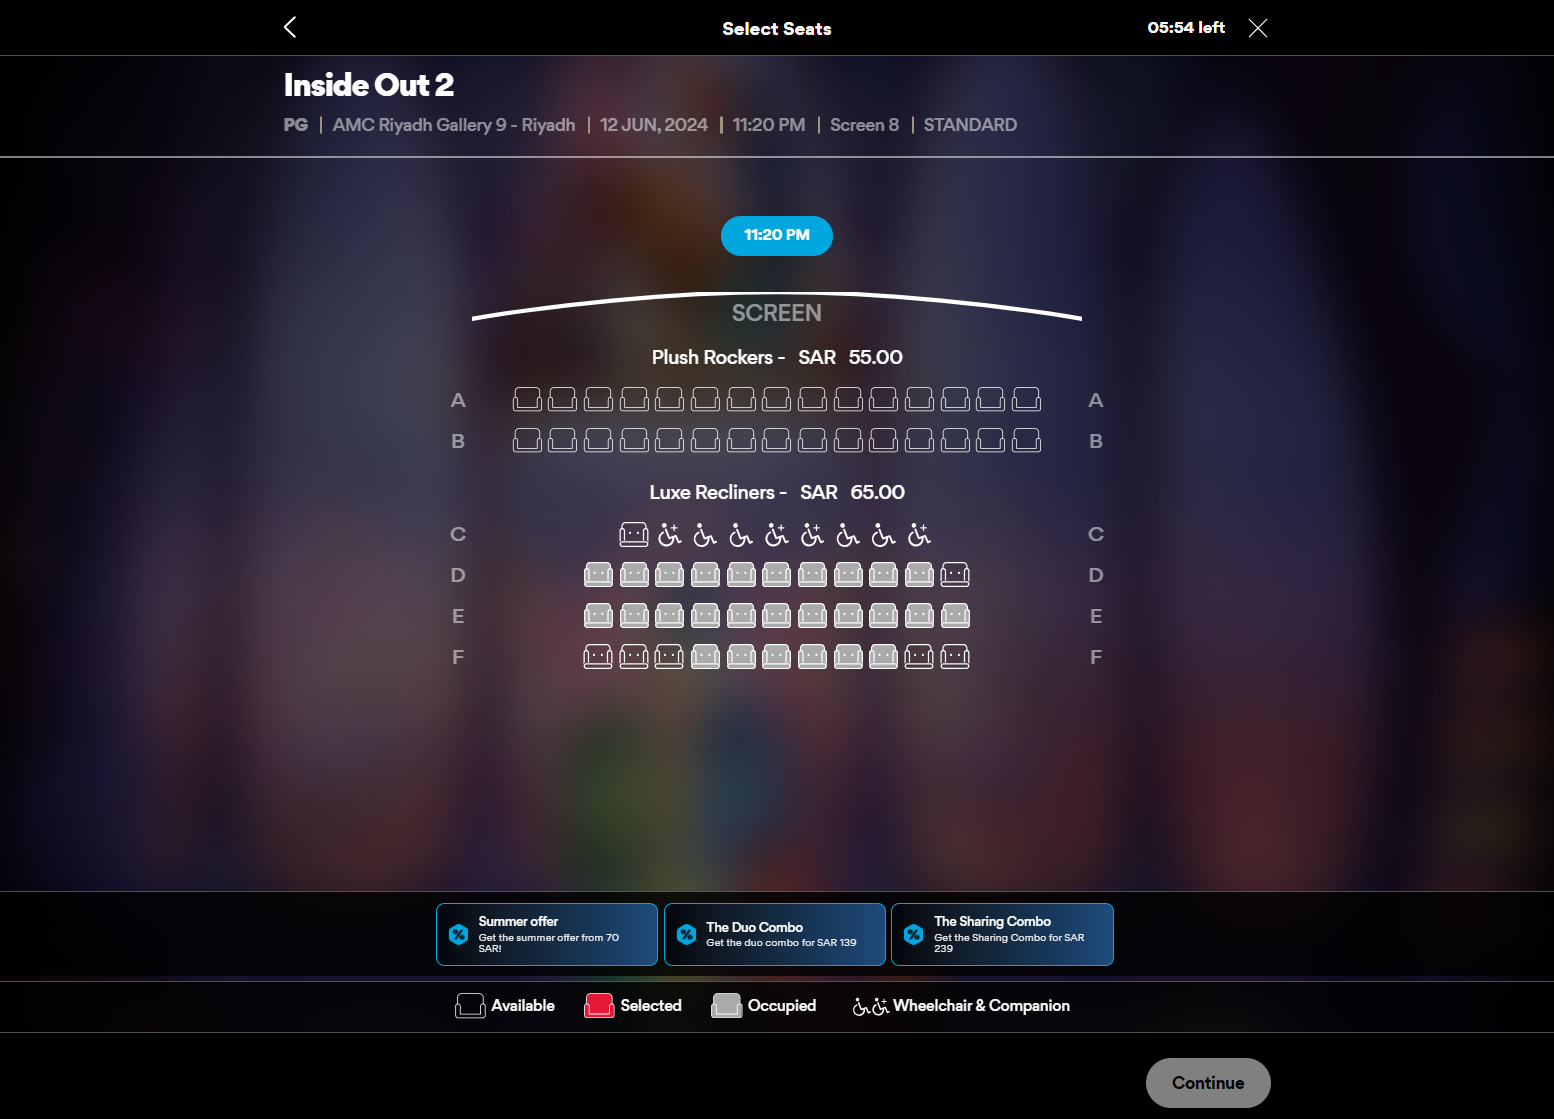 Select Seats
05:54 left
Inside Out 2
PG | AMC Riyadh Gallery 9 - Riyadh | 12 JUN, 2024 | 11:20 PM | Screen 8 | STANDARD
11:20 PM
SCREEN
Plush Rockers - SAR 55.00
A A
B B
Luxe Recliners - SAR 65.00
C C
D D
E E
F F
Summer offer
Get the summer offer from 70
SAR!
The Duo Combo
Get the duo combo for SAR 139
The Sharing Combo
Get the Sharing Combo for SAR
239
Available
Selected
Occupied
Wheelchair & Companion
Continue